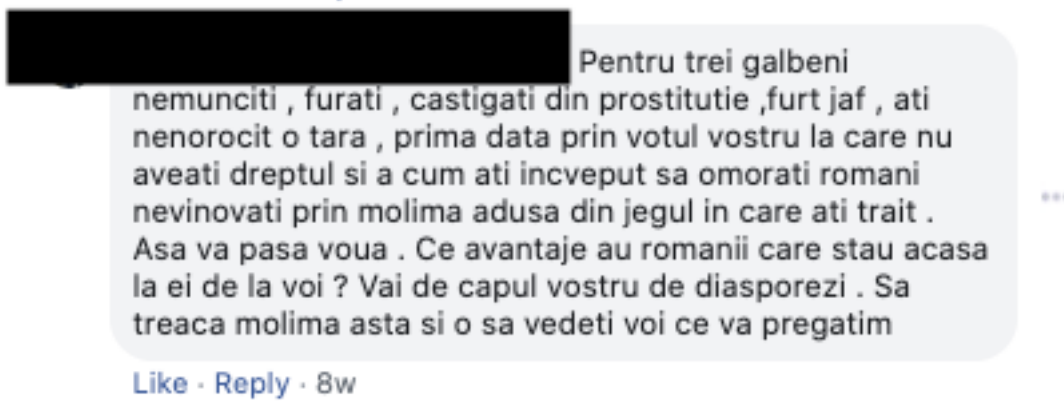 Pentru trei galbeni
nemunciti , furati , castigati din prostitutie ,furt jaf , ati
nenorocit o tara , prima data prin votul vostru la care nu
aveati dreptul si a cum ati incveput sa omorati romani
nevinovati prin molima adusa din jegul in care ati trait .
Asa va pasa voua . Ce avantaje au romanii care stau acasa
la ei de la voi ? Vai de capul vostru de diasporezi . Sa
treaca molima asta si o sa vedeti voi ce va pregatim
Like · Reply · 8w